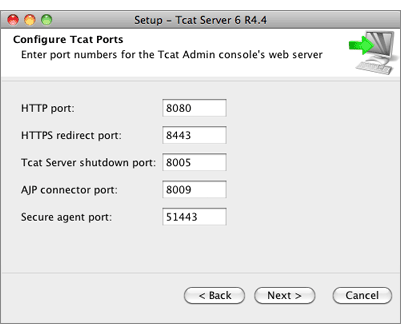 Setup – Tcat Server 6 R4.4
Configure Tcat Ports
Enter port numbers for the Tcat Admin console's web server
HTTP port: 8080
HTTPS redirect port: 8443
Tcat Server shutdown port: 8005
AJP connector port: 8009
Secure agent port: 51443
< Back Next > Cancel